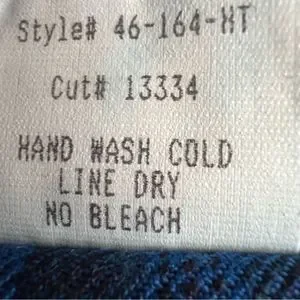 Style# 46-164-HT
Cut# 13334
HAND WASH COLD
LINE DRY
NO BLEACH